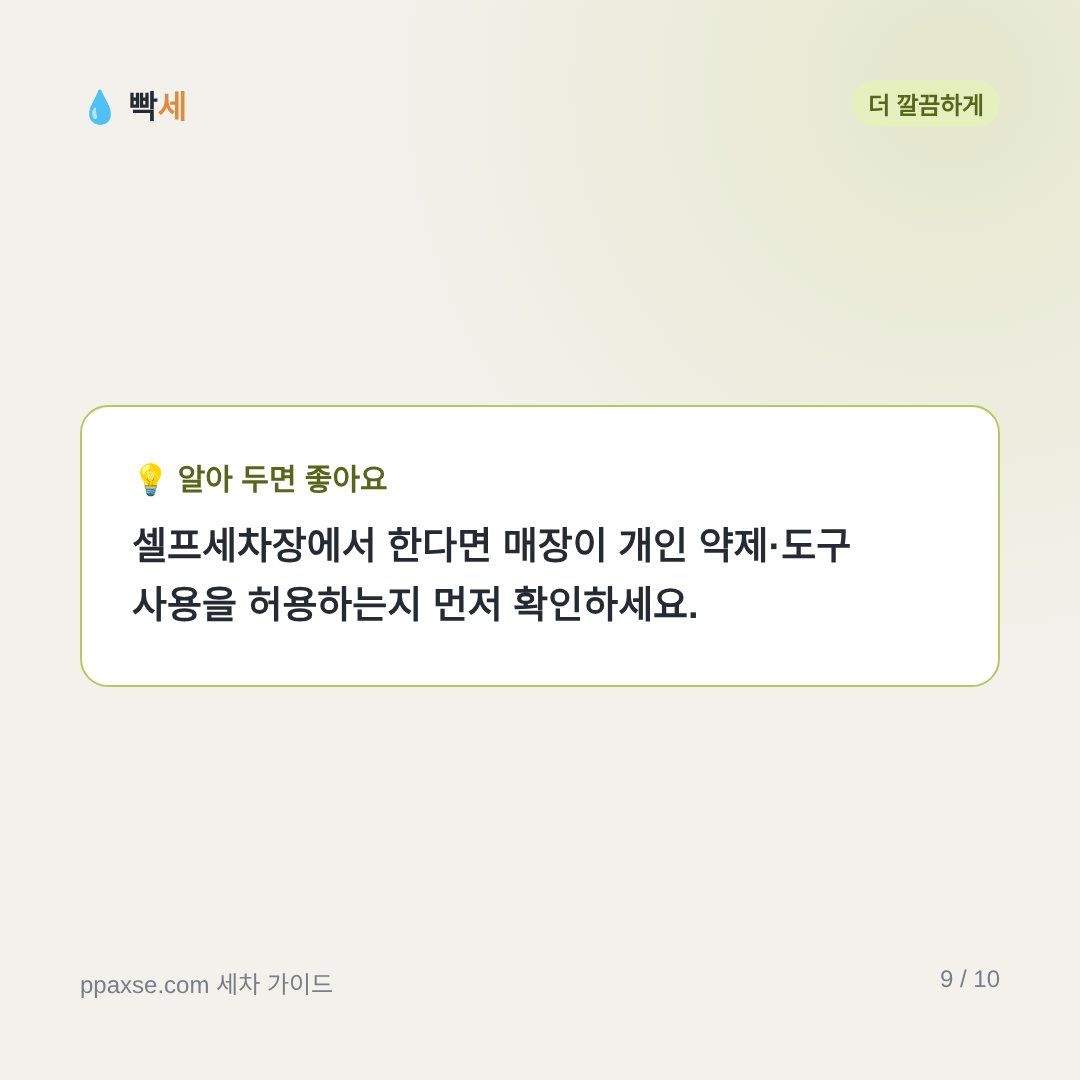 💧 빡세
더 깔끔하게
💡 알아 두면 좋아요
셀프세차장에서 한다면 매장이 개인 약제·도구
사용을 허용하는지 먼저 확인하세요.
ppaxse.com 세차 가이드
9 / 10